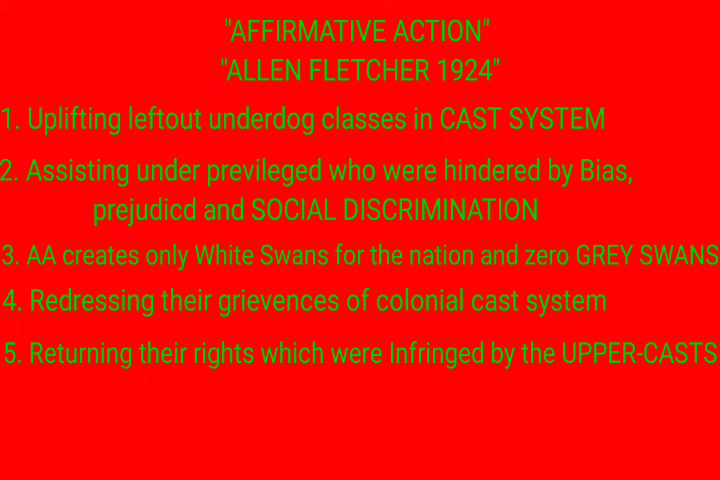 "AFFIRMATIVE ACTION"
"ALLEN FLETCHER 1924"
1. Uplifting leftout underdog classes in CAST SYSTEM
2. Assisting under previleged who were hindered by Bias,
prejudicd and SOCIAL DISCRIMINATION
3. AA creates only White Swans for the nation and zero GREY SWANS
4. Redressing their grievences of colonial cast system
5. Returning their rights which were Infringed by the UPPER-CASTS